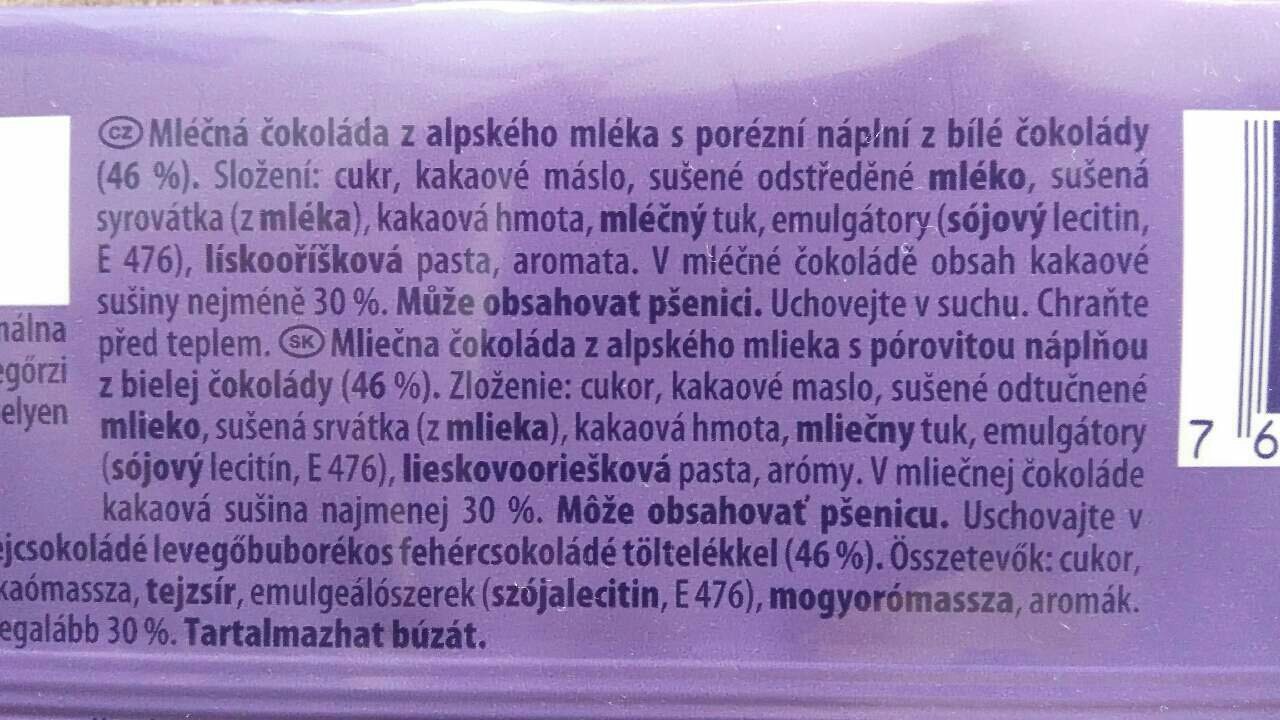 CZ Mléčná čokoláda z alpského mléka s porézní náplní z bílé čokolády
(46 %). Složení: cukr, kakaové máslo, sušené odstředěné mléko, sušená
syrovátka (z mléka), kakaová hmota, mléčný tuk, emulgátory (sójový lecitin,
E 476), lískooříšková pasta, aromata. V mléčné čokoládě obsah kakaové
sušiny nejméně 30 %. Může obsahovat pšenici. Uchovejte v suchu. Chraňte
před teplem. SK Mliečna čokoláda z alpského mlieka s pórovitou náplňou
z bielej čokolády (46 %). Zloženie: cukor, kakaové maslo, sušené odtučnené
mlieko, sušená srvátka (z mlieka), kakaová hmota, mliečny tuk, emulgátory
(sójový lecitín, E 476), lieskovooriešková pasta, arómy. V mliečnej čokoláde
kakaová sušina najmenej 30 %. Môže obsahovať pšenicu. Uschovajte v
ejcsokoládé levegőbuborékos fehércsokoládé töltelékkel (46 %). Összetevők: cukor,
kaómassza, tejzsír, emulgeálószerek (szójalecitin, E 476), mogyorómassza, aromák.
egalább 30 %. Tartalmazhat búzát.
nálna
egőrzi
elyen
7 6